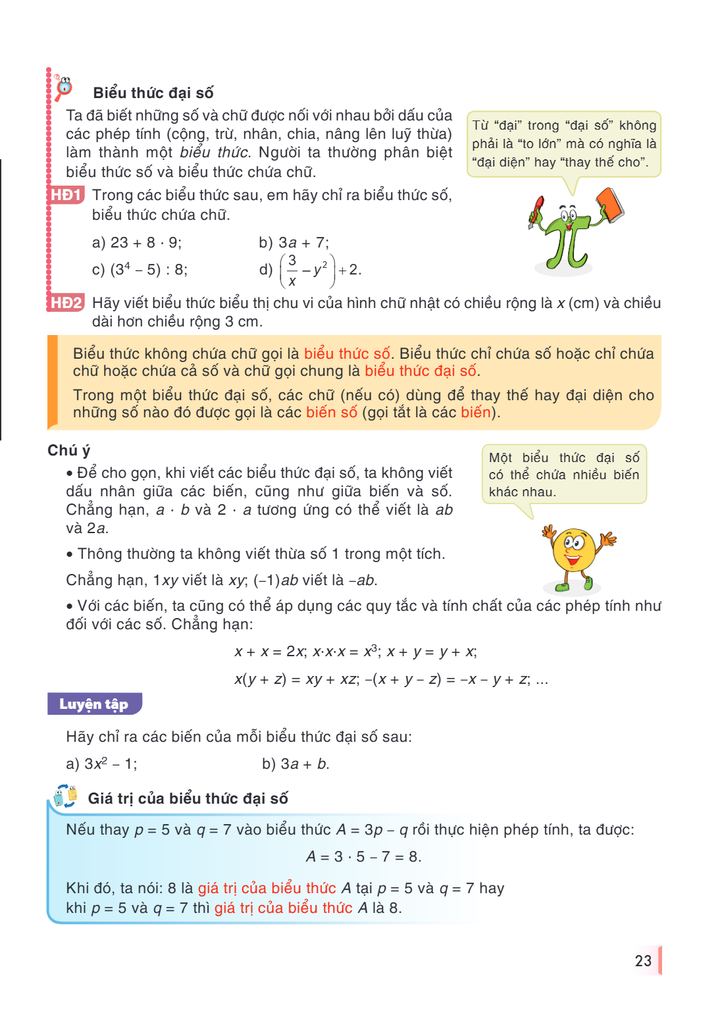 Biểu thức đại số
Ta đã biết những số và chữ được nối với nhau bởi dấu của
các phép tính (cộng, trừ, nhân, chia, nâng lên luỹ thừa)
làm thành một biểu thức. Người ta thường phân biệt
biểu thức số và biểu thức chứa chữ.
Từ “đại” trong “đại số” không
phải là “to lớn” mà có nghĩa là
“đại diện” hay “thay thế cho”.
HĐ1 Trong các biểu thức sau, em hãy chỉ ra biểu thức số,
biểu thức chứa chữ.
a) 23 + 8 · 9; b) 3a + 7;
c) (3⁴ – 5) : 8; d) (3/x – y²) + 2.
HĐ2 Hãy viết biểu thức biểu thị chu vi của hình chữ nhật có chiều rộng là x (cm) và chiều
dài hơn chiều rộng 3 cm.
Biểu thức không chứa chữ gọi là biểu thức số. Biểu thức chỉ chứa số hoặc chỉ chứa
chữ hoặc chứa cả số và chữ gọi chung là biểu thức đại số.
Trong một biểu thức đại số, các chữ (nếu có) dùng để thay thế hay đại diện cho
những số nào đó được gọi là các biến số (gọi tắt là các biến).
Chú ý
• Để cho gọn, khi viết các biểu thức đại số, ta không viết
dấu nhân giữa các biến, cũng như giữa biến và số.
Chẳng hạn, a · b và 2 · a tương ứng có thể viết là ab
và 2a.
Một biểu thức đại số
có thể chứa nhiều biến
khác nhau.
• Thông thường ta không viết thừa số 1 trong một tích.
Chẳng hạn, 1xy viết là xy; (–1)ab viết là –ab.
• Với các biến, ta cũng có thể áp dụng các quy tắc và tính chất của các phép tính như
đối với các số. Chẳng hạn:
x + x = 2x; x·x·x = x³; x + y = y + x;
x(y + z) = xy + xz; –(x + y – z) = –x – y + z; ...
Luyện tập
Hãy chỉ ra các biến của mỗi biểu thức đại số sau:
a) 3x² – 1; b) 3a + b.
Giá trị của biểu thức đại số
Nếu thay p = 5 và q = 7 vào biểu thức A = 3p – q rồi thực hiện phép tính, ta được:
A = 3 · 5 – 7 = 8.
Khi đó, ta nói: 8 là giá trị của biểu thức A tại p = 5 và q = 7 hay
khi p = 5 và q = 7 thì giá trị của biểu thức A là 8.
23